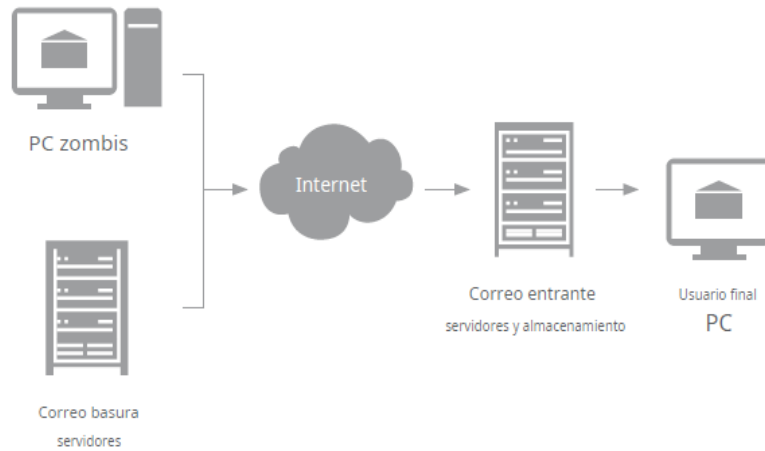 PC zombis
Internet
Correo entrante
servidores y almacenamiento
Usuario final
PC
Correo basura
servidores